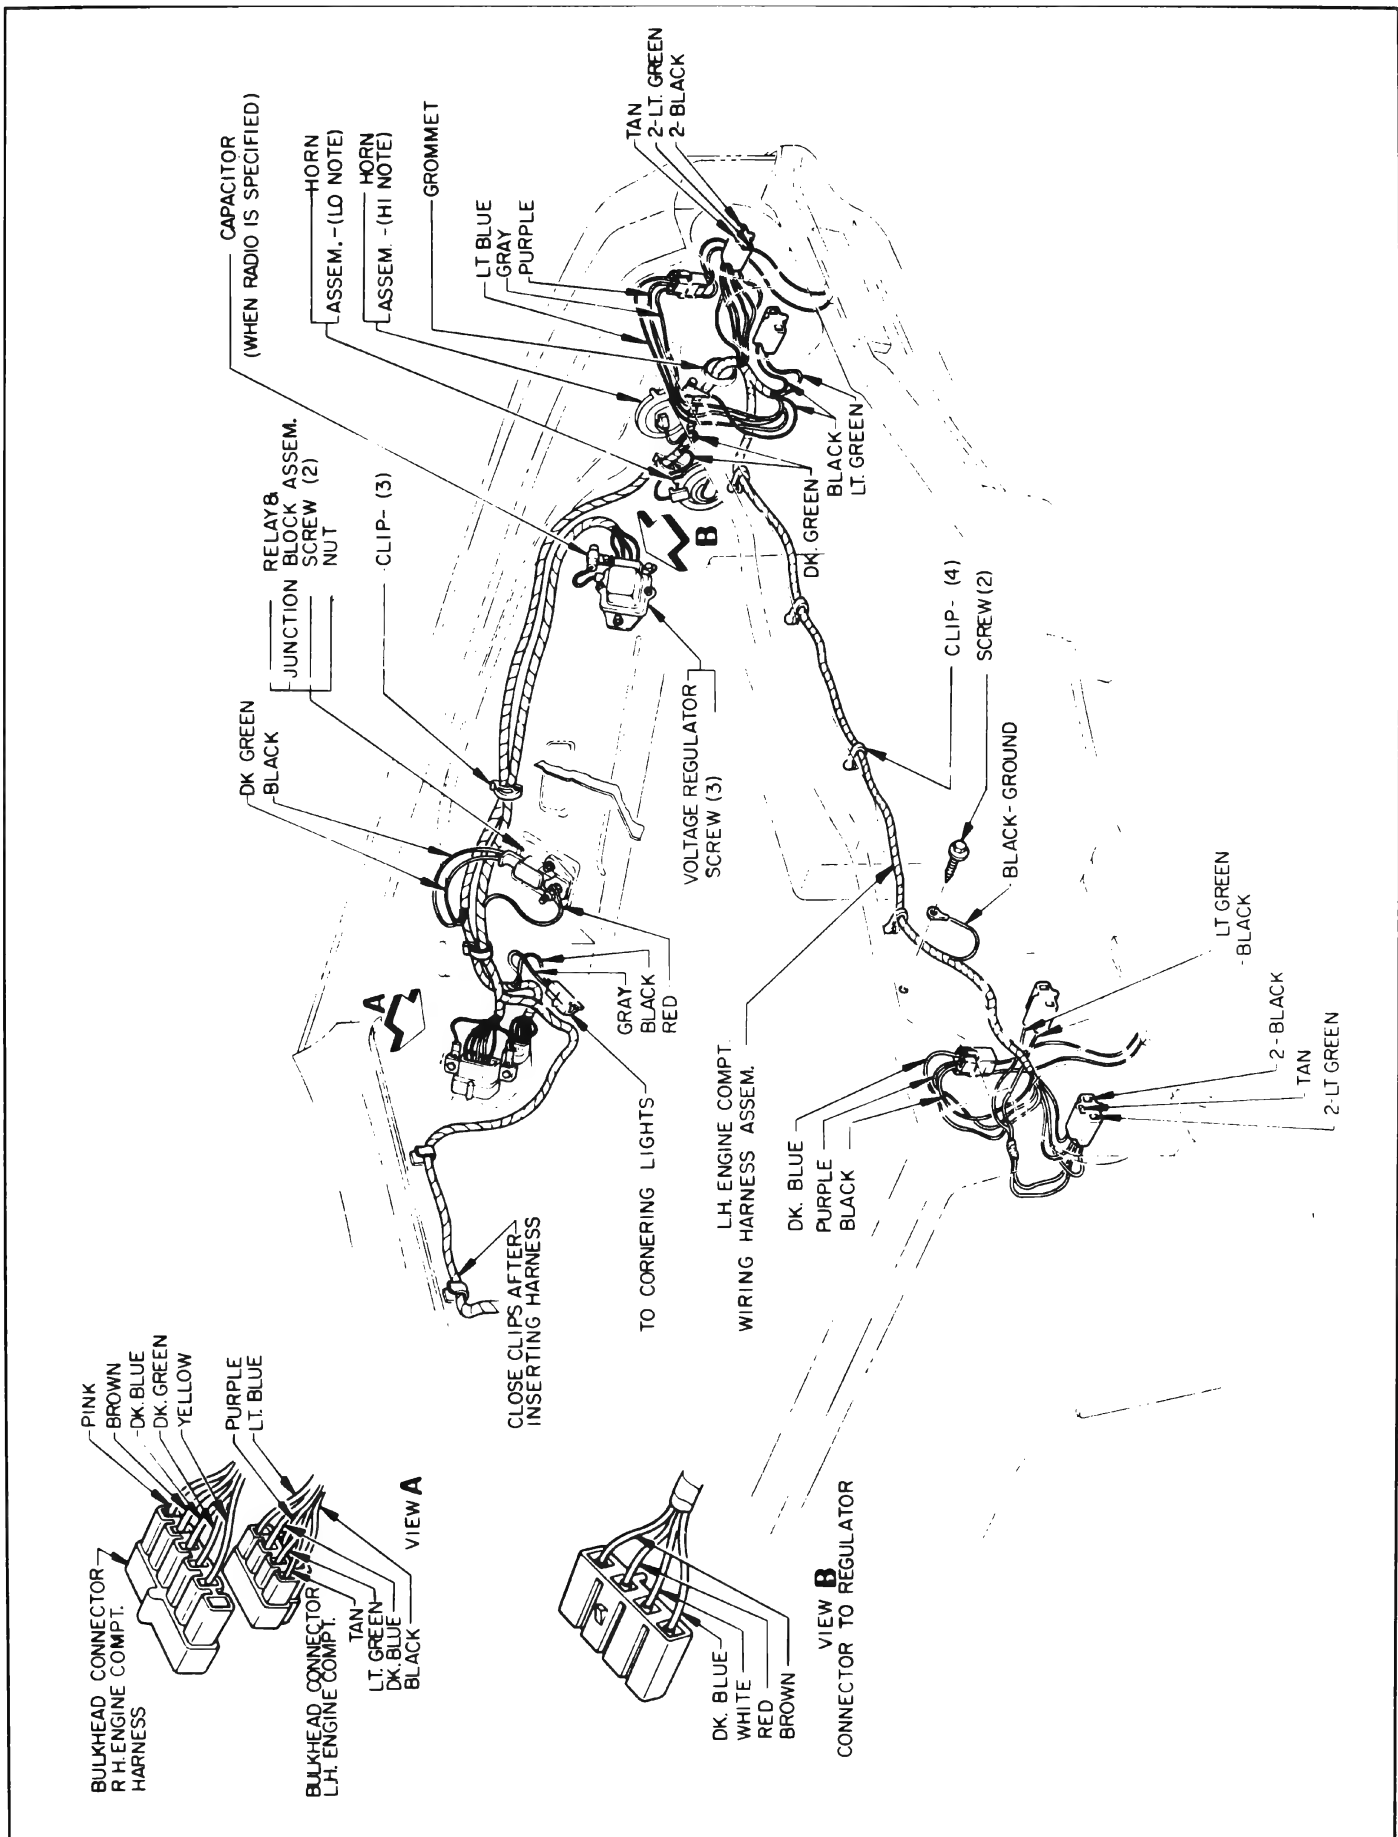 BULKHEAD CONNECTOR
R H. ENGINE COMPT.
HARNESS
PINK
BROWN
DK. BLUE
DK. GREEN
YELLOW
PURPLE
LT. BLUE
BULKHEAD CONNECTOR
L.H. ENGINE COMPT.
TAN
LT. GREEN
DK. BLUE
BLACK
VIEW A
DK. BLUE
WHITE
RED
BROWN
VIEW B
CONNECTOR TO REGULATOR
CLOSE CLIPS AFTER
INSERTING HARNESS
A
DK GREEN
BLACK
RELAY &
JUNCTION BLOCK ASSEM.
SCREW (2)
NUT
CLIP- (3)
CAPACITOR
(WHEN RADIO IS SPECIFIED)
HORN
ASSEM. -(LO NOTE)
HORN
ASSEM. -(HI NOTE)
GROMMET
LT BLUE
GRAY
PURPLE
TAN
2-LT. GREEN
2-BLACK
GRAY
BLACK
RED
TO CORNERING LIGHTS
VOLTAGE REGULATOR
SCREW (3)
B
DK. GREEN
BLACK
LT. GREEN
L.H. ENGINE COMPT.
WIRING HARNESS ASSEM.
CLIP- (4)
SCREW (2)
BLACK- GROUND
DK. BLUE
PURPLE
BLACK
LT GREEN
BLACK
2-BLACK
TAN
2-LT GREEN